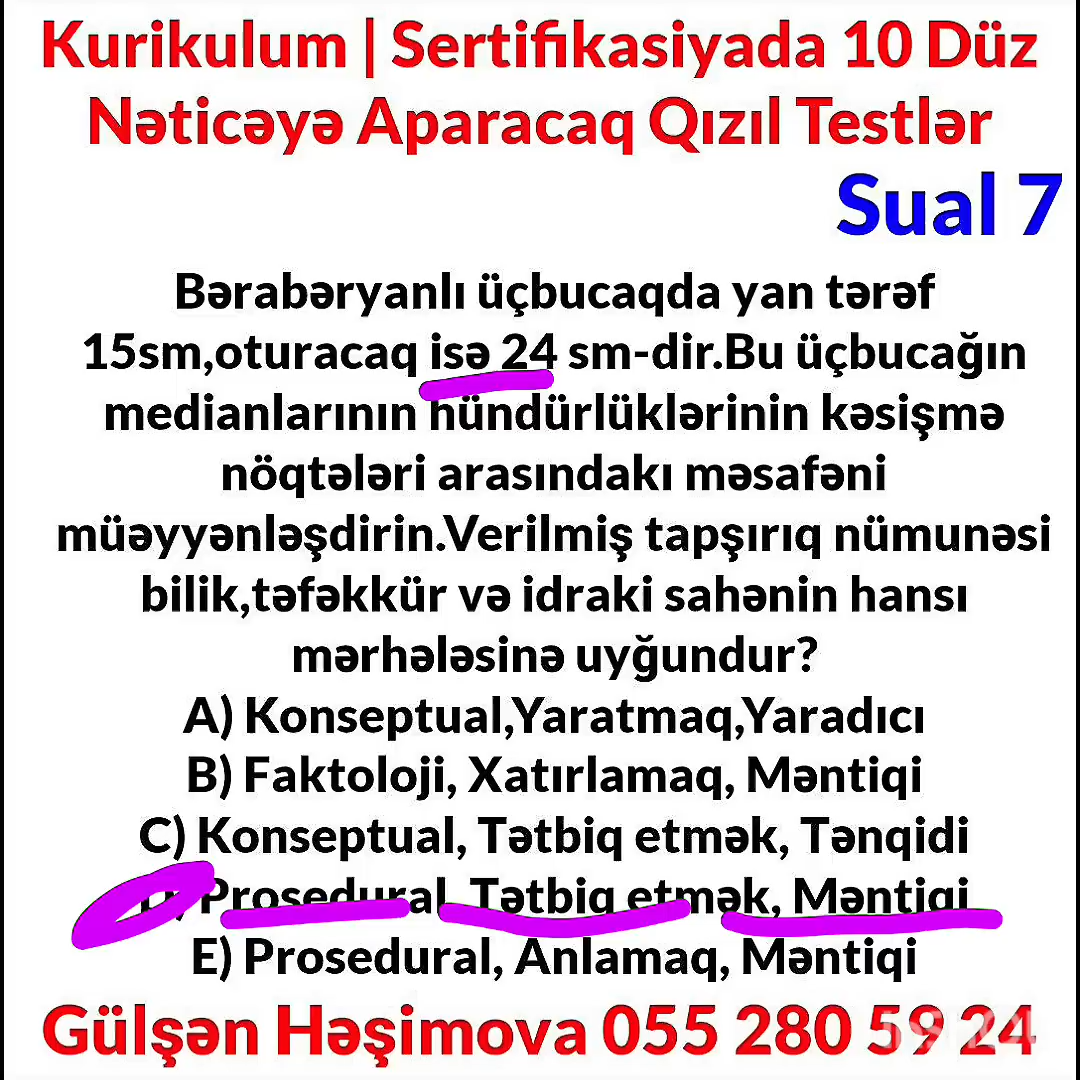 Kurikulum | Sertifikasiyada 10 Düz
Nəticəyə Aparacaq Qızıl Testlər
Sual 7
Bərabəryanlı üçbucaqda yan tərəf
15sm,oturacaq isə 24 sm-dir.Bu üçbucağın
medianlarının hündürlüklərinin kəsişmə
nöqtələri arasındakı məsafəni
müəyyənləşdirin.Verilmiş tapşırıq nümunəsi
bilik,təfəkkür və idraki sahənin hansı
mərhələsinə uyğundur?
A) Konseptual,Yaratmaq,Yaradıcı
B) Faktoloji, Xatırlamaq, Məntiqi
C) Konseptual, Tətbiq etmək, Tənqidi
D) Prosedural, Tətbiq etmək, Məntiqi
E) Prosedural, Anlamaq, Məntiqi
Gülşən Həşimova 055 280 59 24